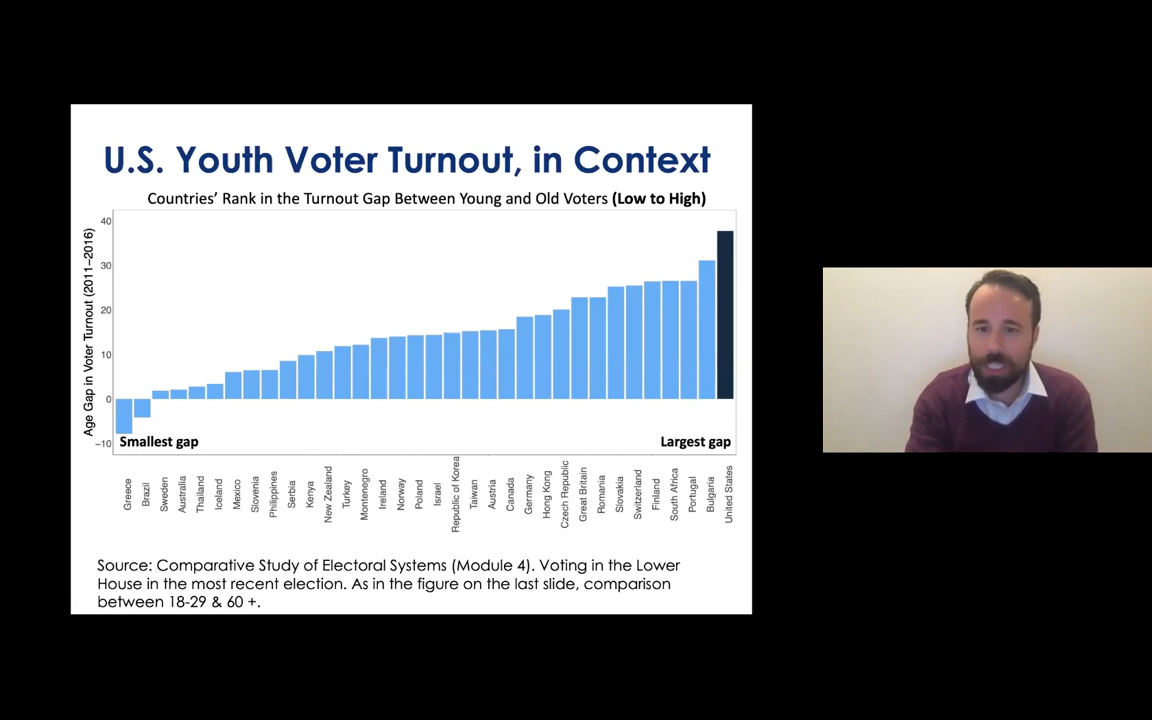 U.S. Youth Voter Turnout, in Context
Countries’ Rank in the Turnout Gap Between Young and Old Voters (Low to High)
Age Gap in Voter Turnout (2011–2016)
40
30
20
10
0
−10
Smallest gap
Largest gap
Greece
Brazil
Sweden
Australia
Thailand
Iceland
Mexico
Slovenia
Philippines
Serbia
Kenya
New Zealand
Turkey
Montenegro
Ireland
Norway
Poland
Israel
Republic of Korea
Taiwan
Austria
Canada
Germany
Hong Kong
Czech Republic
Great Britain
Romania
Slovakia
Switzerland
Finland
South Africa
Portugal
Bulgaria
United States
Source: Comparative Study of Electoral Systems (Module 4). Voting in the Lower
House in the most recent election. As in the figure on the last slide, comparison
between 18-29 & 60 +.